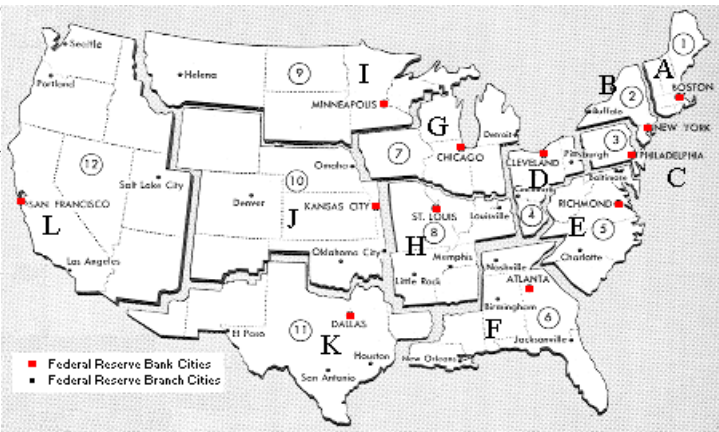 1
Seattle
I
B
A
9
2
BOSTON
Helena
Portland
MINNEAPOLIS
Buffalo
G
NEW YORK
Detroit
3
7
CHICAGO
CLEVELAND
Pittsburgh
PHILADELPHIA
12
Omaha
D
Baltimore
C
Salt Lake City
10
Cincinnati
SAN FRANCISCO
Denver
J
KANSAS CITY
ST. LOUIS
Louisville
4
RICHMOND
L
8
E
5
H
Oklahoma City
Memphis
Charlotte
Los Angeles
Little Rock
Nashville
ATLANTA
Birmingham
El Paso
11
DALLAS
F
6
K
Jacksonville
Houston
New Orleans
San Antonio
Federal Reserve Bank Cities
Federal Reserve Branch Cities